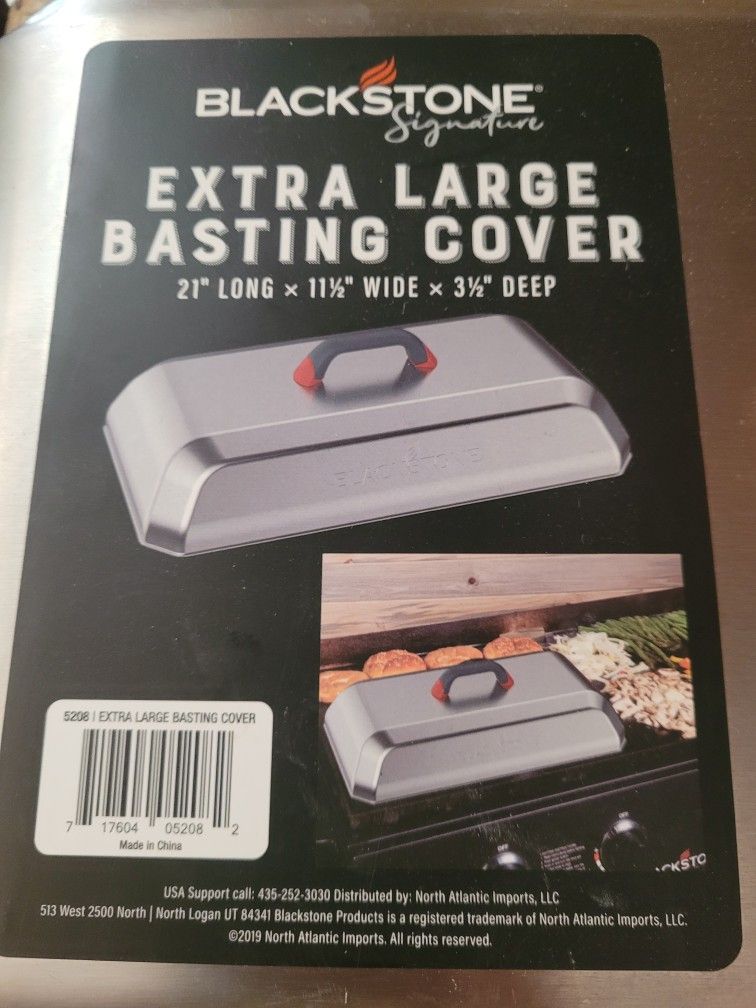 BLACKSTONE®
Signature
EXTRA LARGE
BASTING COVER
21" LONG × 11½" WIDE × 3½" DEEP
BLACKSTONE
5208 | EXTRA LARGE BASTING COVER
7 17604 05208 2
Made in China
OFF
OFF
USA Support call: 435-252-3030 Distributed by: North Atlantic Imports, LLC
513 West 2500 North | North Logan UT 84341 Blackstone Products is a registered trademark of North Atlantic Imports, LLC.
©2019 North Atlantic Imports. All rights reserved.